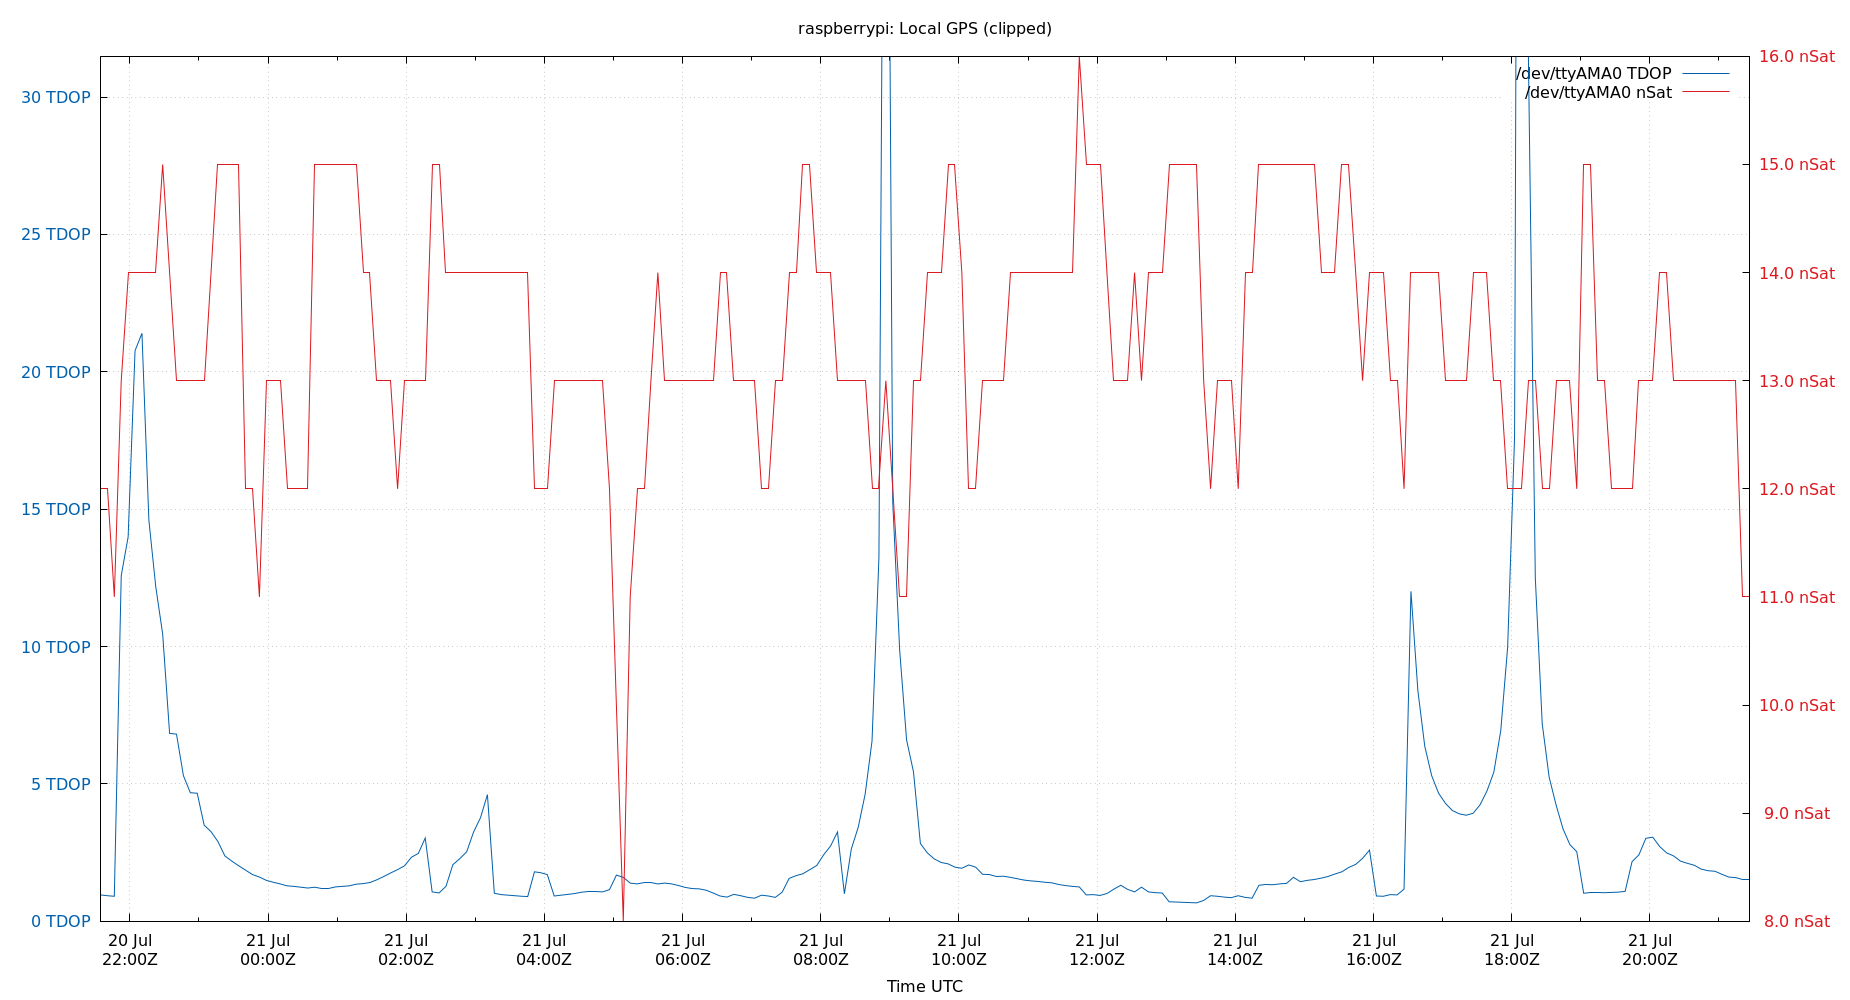 raspberrypi: Local GPS (clipped)
/dev/ttyAMA0 TDOP
/dev/ttyAMA0 nSat
30 TDOP
25 TDOP
20 TDOP
15 TDOP
10 TDOP
5 TDOP
0 TDOP
16.0 nSat
15.0 nSat
14.0 nSat
13.0 nSat
12.0 nSat
11.0 nSat
10.0 nSat
9.0 nSat
8.0 nSat
20 Jul
22:00Z
21 Jul
00:00Z
21 Jul
02:00Z
21 Jul
04:00Z
21 Jul
06:00Z
21 Jul
08:00Z
21 Jul
10:00Z
21 Jul
12:00Z
21 Jul
14:00Z
21 Jul
16:00Z
21 Jul
18:00Z
21 Jul
20:00Z
Time UTC